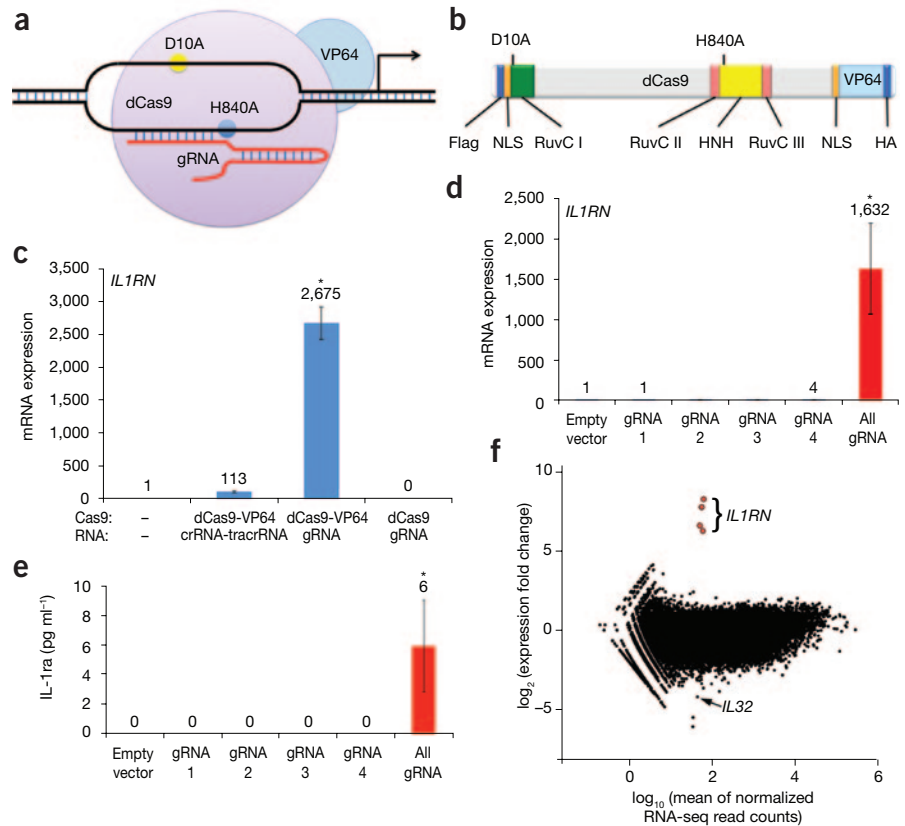 a
D10A
VP64
dCas9
H840A
gRNA
b
D10A
H840A
dCas9
VP64
Flag
NLS
RuvC I
RuvC II
HNH
RuvC III
NLS
HA
c
IL1RN
mRNA expression
3,500
3,000
2,500
2,000
1,500
1,000
500
0
1
113
*
2,675
0
Cas9: – dCas9-VP64 dCas9-VP64 dCas9
RNA: – crRNA-tracrRNA gRNA gRNA
d
IL1RN
mRNA expression
2,500
2,000
1,500
1,000
500
0
1
1
4
*
1,632
Empty gRNA gRNA gRNA gRNA All
vector 1 2 3 4 gRNA
e
IL-1ra (pg ml⁻¹)
10
8
6
4
2
0
0
0
0
0
0
*
6
Empty gRNA gRNA gRNA gRNA All
vector 1 2 3 4 gRNA
f
log₂ (expression fold change)
10
5
0
−5
IL1RN
IL32
0 2 4 6
log₁₀ (mean of normalized
RNA-seq read counts)